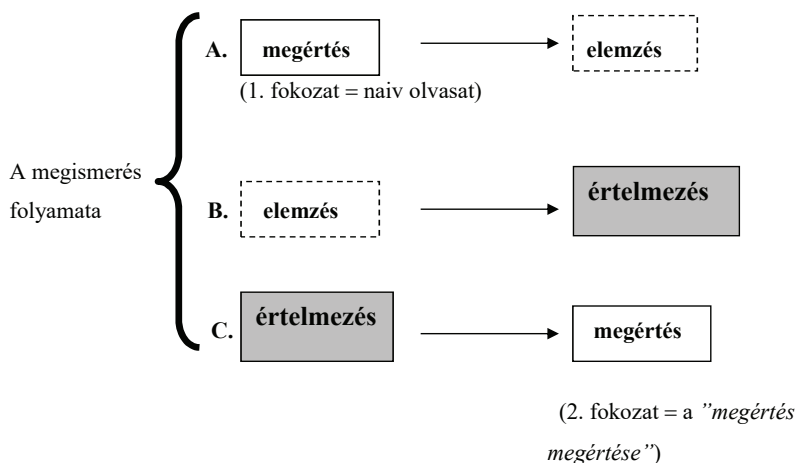 A. megértés elemzés
(1. fokozat = naiv olvasat)
A megismerés
folyamata
B. elemzés értelmezés
C. értelmezés megértés
(2. fokozat = a ”megértés
megértése”)